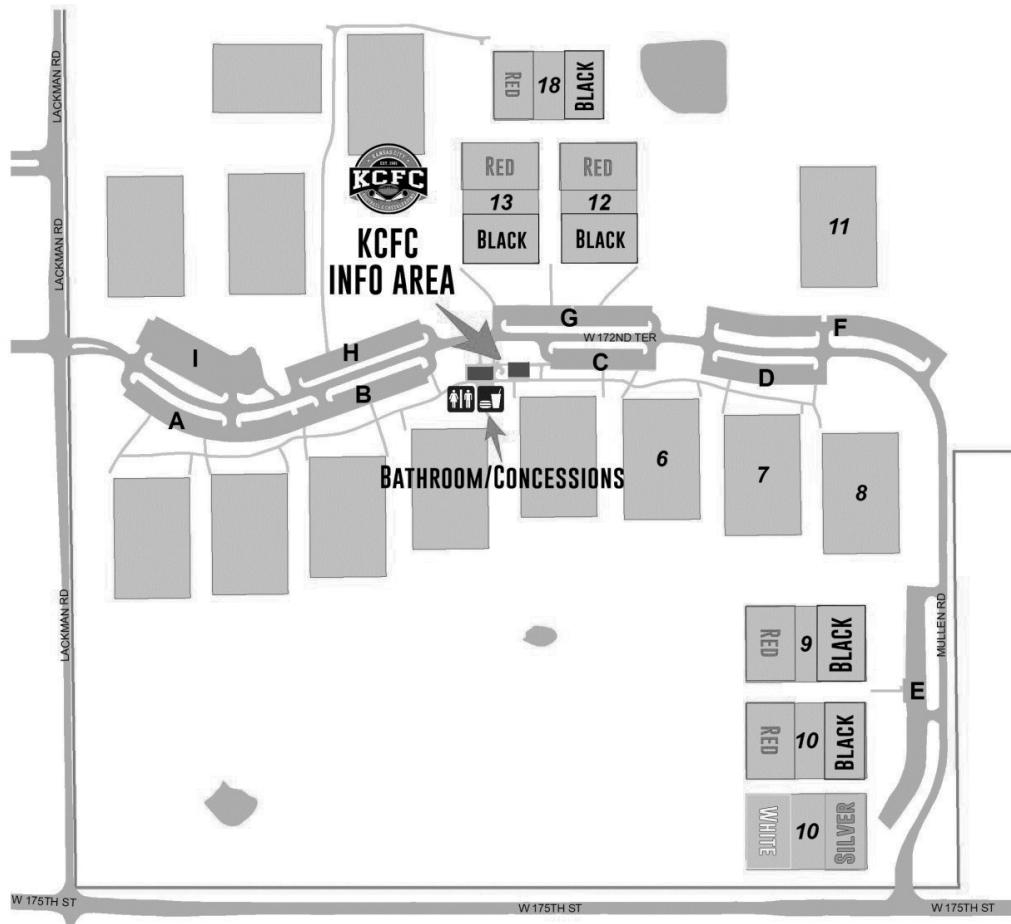 LACKMAN RD
RED
18
BLACK
KANSAS CITY
KCFC
RED
13
BLACK
RED
12
BLACK
11
LACKMAN RD
KCFC
INFO AREA
G
W 172ND TER
C
F
D
I
H
A
B
BATHROOM/CONCESSIONS
6
7
8
LACKMAN RD
MULLEN RD
RED
9
BLACK
E
RED
10
BLACK
WHITE
10
SILVER
W 175TH ST
W 175TH ST
W 175TH ST